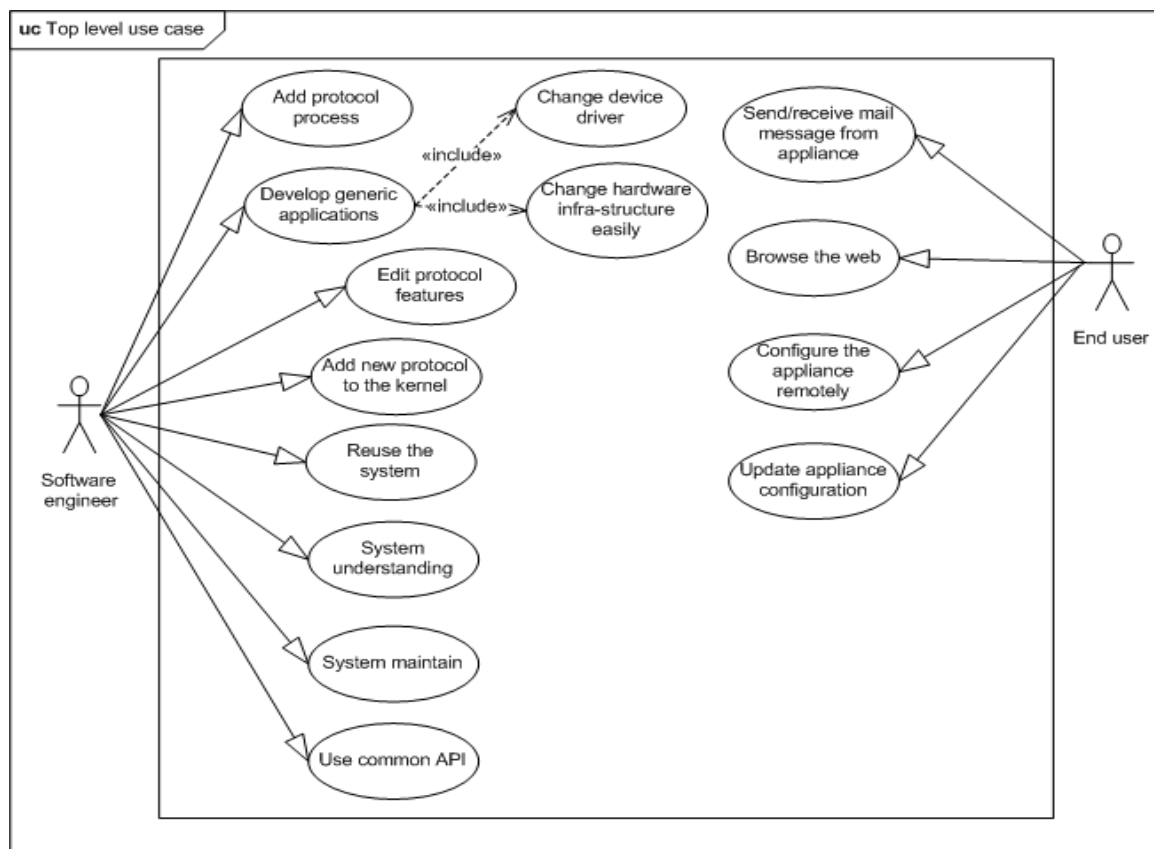 uc Top level use case
Add protocol
process
Change device
driver
Send/receive mail
message from
appliance
«include»
Develop generic
applications
«include»
Change hardware
infra-structure
easily
Edit protocol
features
Browse the web
End user
Add new protocol
to the kernel
Configure the
appliance
remotely
Software
engineer
Reuse the
system
Update appliance
configuration
System
understanding
System maintain
Use common API